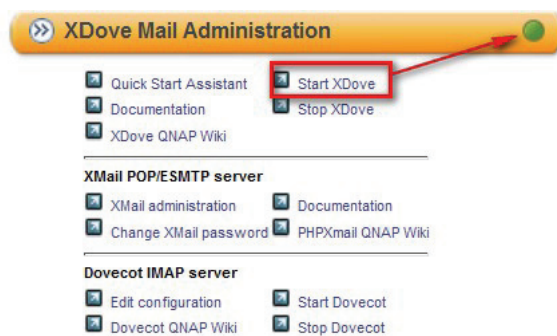 XDove Mail Administration
Quick Start Assistant Start XDove
Documentation Stop XDove
XDove QNAP Wiki
XMail POP/ESMTP server
XMail administration Documentation
Change XMail password PHPXmail QNAP Wiki
Dovecot IMAP server
Edit configuration Start Dovecot
Dovecot QNAP Wiki Stop Dovecot